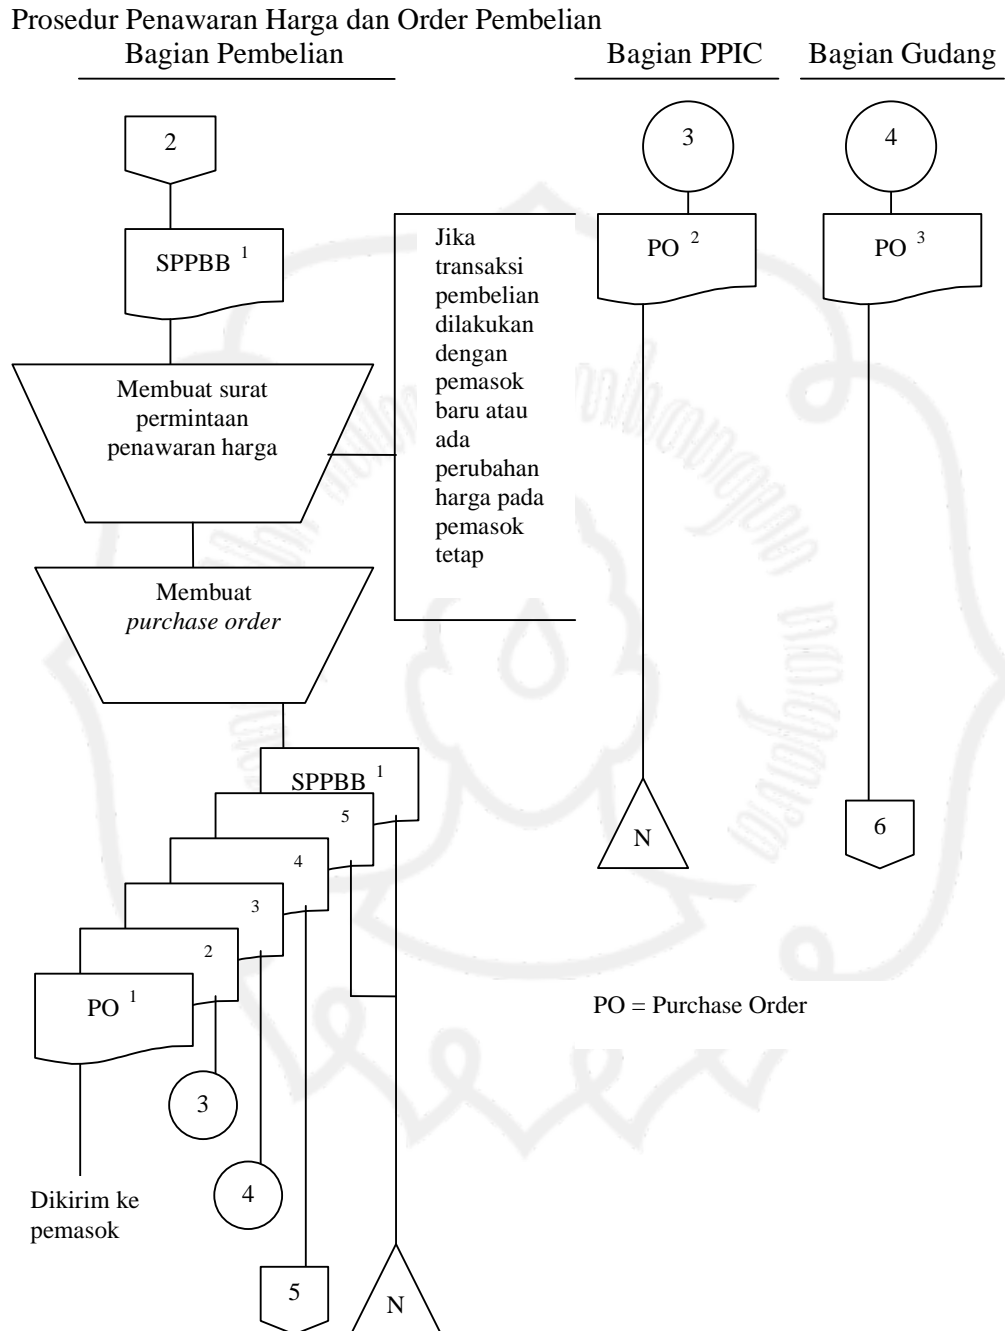 Prosedur Penawaran Harga dan Order Pembelian
Bagian Pembelian
Bagian PPIC
Bagian Gudang
2
3
4
SPPBB 1
Jika
transaksi
pembelian
dilakukan
dengan
pemasok
baru atau
ada
perubahan
harga pada
pemasok
tetap
PO 2
PO 3
Membuat surat
permintaan
penawaran harga
Membuat
purchase order
SPPBB 1
5
4
3
2
PO 1
N
6
PO = Purchase Order
3
4
Dikirim ke
pemasok
5
N